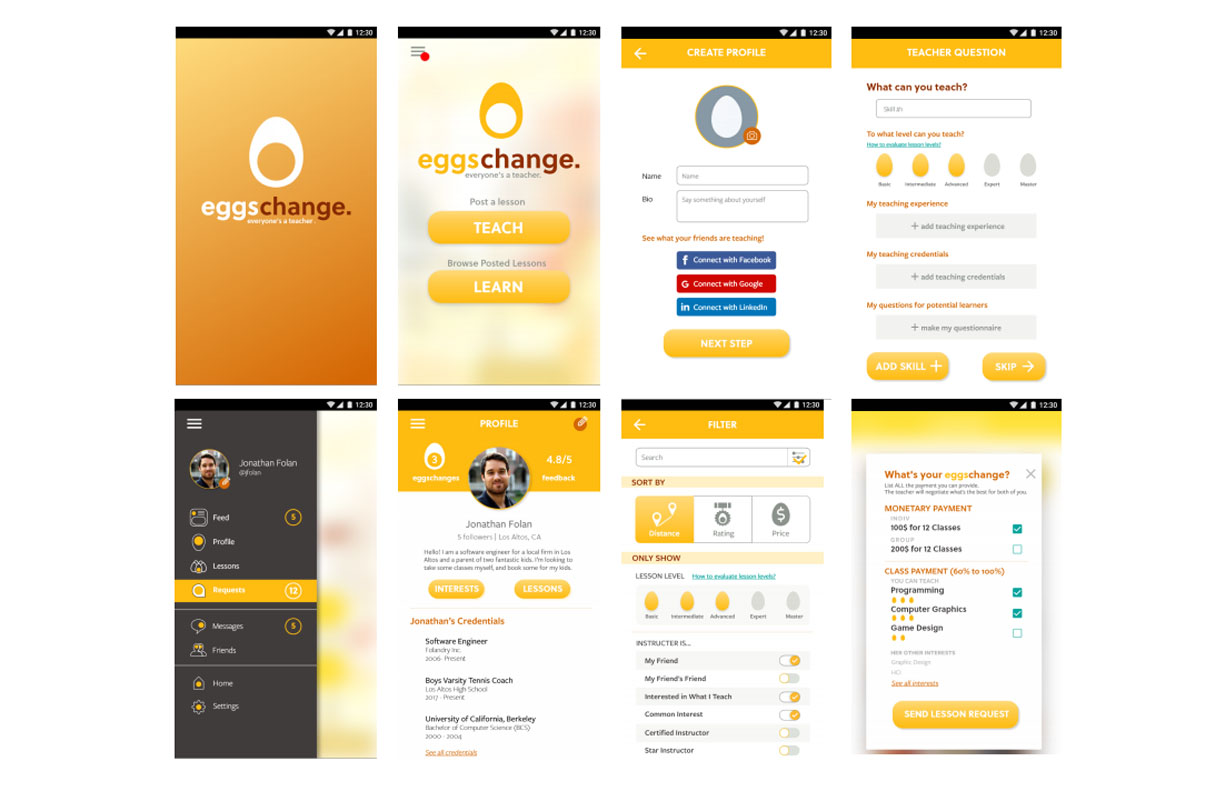 12:30
eggschange.
everyone's a teacher .
12:30
eggschange.
everyone's a teacher.
Post a lesson
TEACH
Browse Posted Lessons
LEARN
12:30
CREATE PROFILE
Name
Name
Bio
Say something about yourself
See what your friends are teaching!
f Connect with Facebook
G Connect with Google
in Connect with LinkedIn
NEXT STEP
12:30
TEACHER QUESTION
What can you teach?
To what level can you teach?
How to evaluate lesson levels?
Basic Intermediate Advanced Expert Master
My teaching experience
+ add teaching experience
My teaching credentials
+ add teaching credentials
My questions for potential learners
+ make my questionnaire
ADD SKILL + SKIP →
12:30
Jonathan Folan
@jfolan
Feed 5
Profile
Lessons
Requests 12
Messages 5
Friends
Home
Settings
12:30
PROFILE
3 4.8/5
eggschanges feedback
Jonathan Folan
5 followers | Los Altos, CA
Hello! I am a software engineer for a local firm in Los
Altos and a parent of two fantastic kids. I'm looking to
take some classes myself, and book some for my kids.
INTERESTS LESSONS
Jonathan's Credentials
Software Engineer
Folandry Inc.
2006- Present
Boys Varsity Tennis Coach
Los Altos High School
2017 - Present
University of California, Berkeley
Bachelor of Computer Science (BCS)
2000 - 2004
See all credentials
12:30
FILTER
Search
SORT BY
Distance Rating Price
ONLY SHOW
LESSON LEVEL How to evaluate lesson levels?
Basic Intermediate Advanced Expert Master
INSTRUCTER IS...
My Friend
My Friend's Friend
Interested in What I Teach
Common Interest
Certified Instructor
Star Instructor
12:30
What's your eggschange?
List ALL the payment you can provide.
The teacher will negotiate what's the best for both of you.
MONETARY PAYMENT
INDIV
100$ for 12 Classes
GROUP
200$ for 12 Classes
CLASS PAYMENT (60% to 100%)
YOU CAN TEACH
Programming
Computer Graphics
Game Design
HER OTHER INTERESTS
Graphic Design
HCI
See all interests
SEND LESSON REQUEST